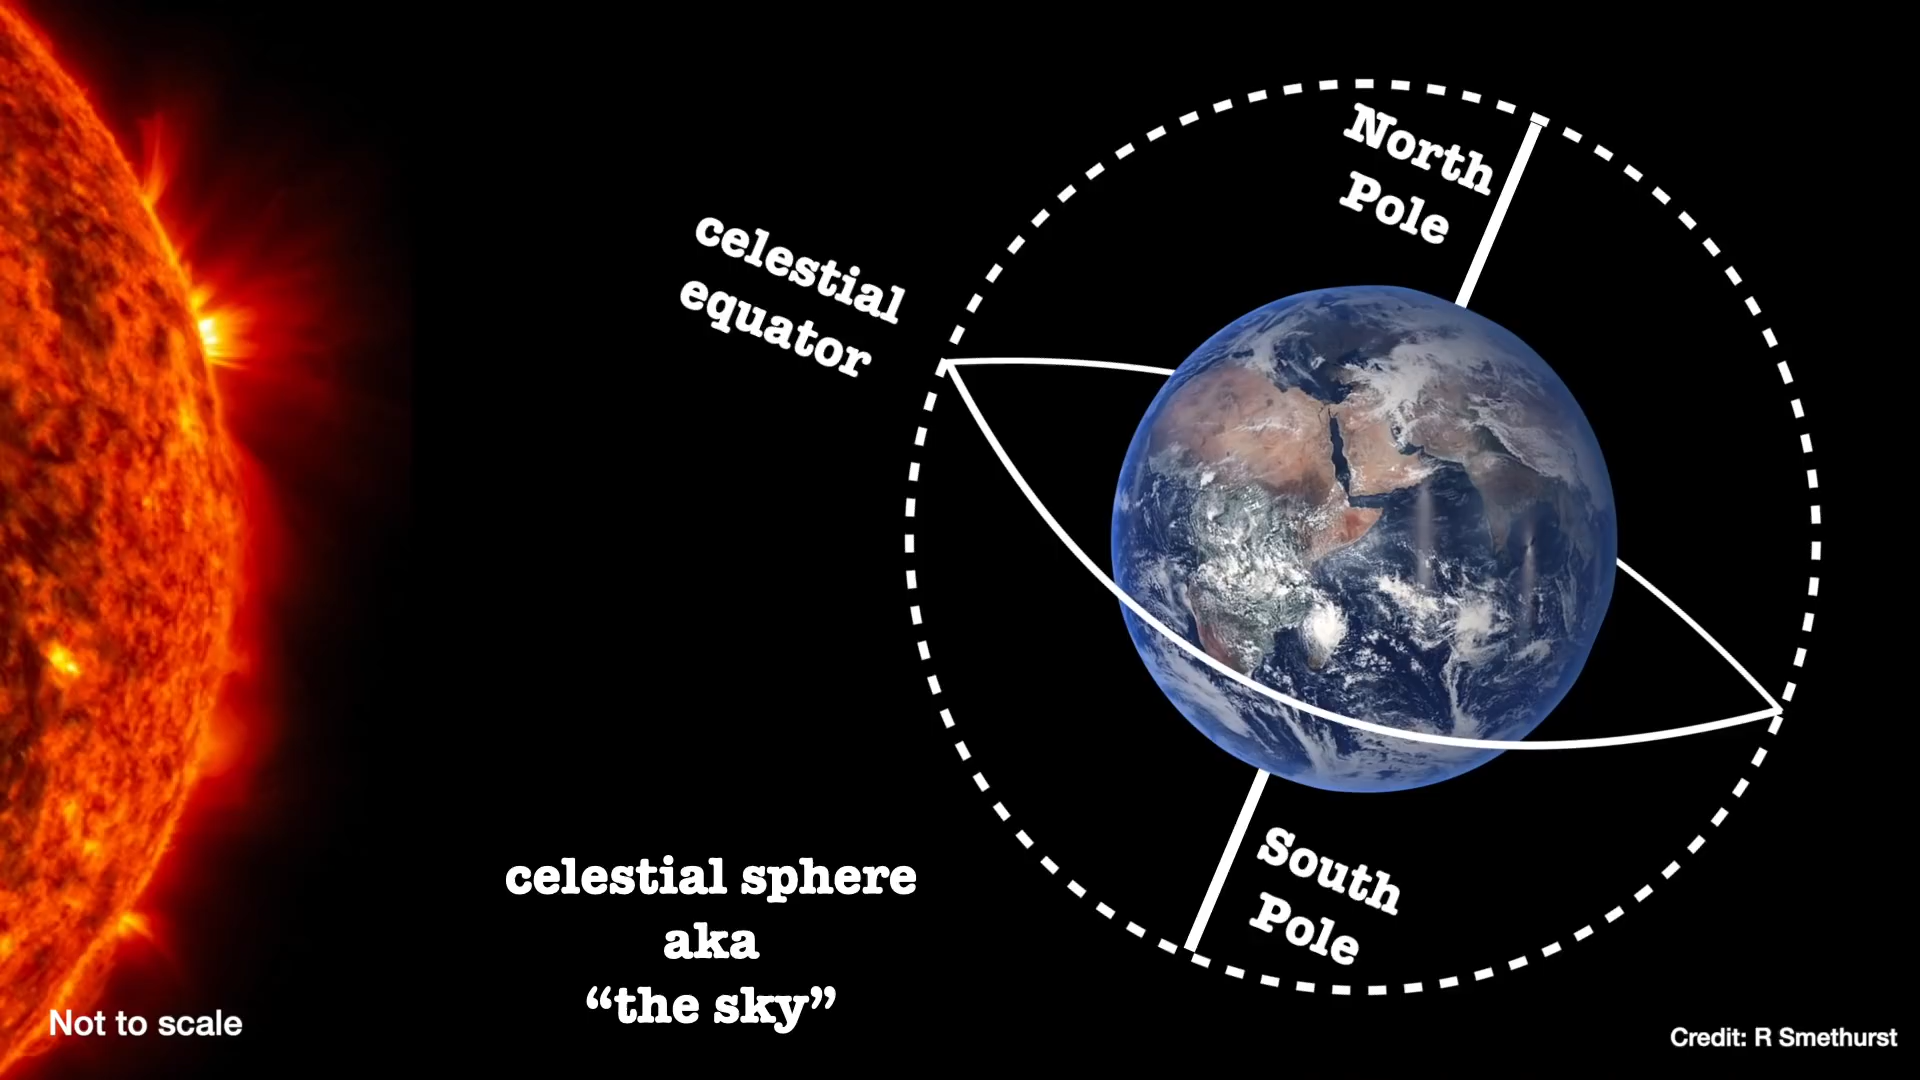 North
Pole
celestial
equator
South
Pole
celestial sphere
aka
“the sky”
Not to scale
Credit: R Smethurst